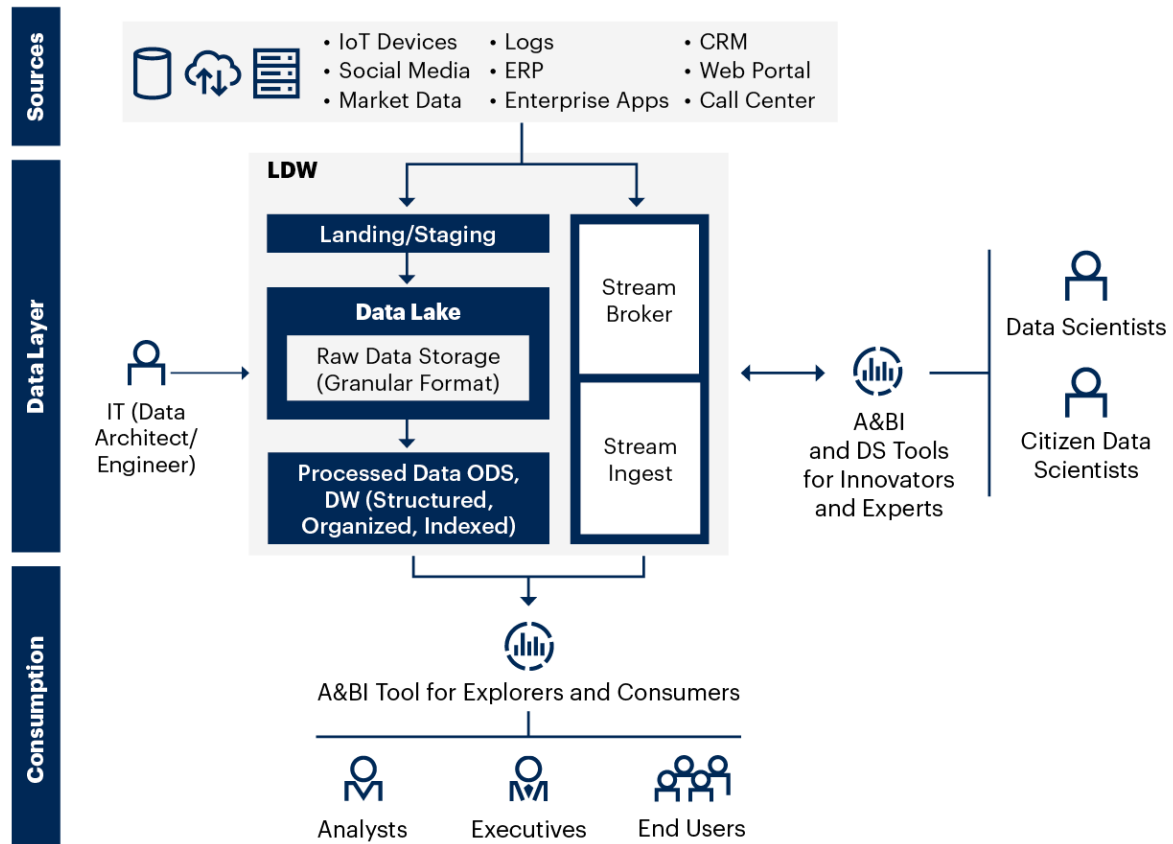 Sources
• IoT Devices
• Social Media
• Market Data
• Logs
• ERP
• Enterprise Apps
• CRM
• Web Portal
• Call Center
Data Layer
LDW
Landing/Staging
Data Lake
Raw Data Storage
(Granular Format)
Processed Data ODS,
DW (Structured,
Organized, Indexed)
Stream
Broker
Stream
Ingest
IT (Data
Architect/
Engineer)
A&BI
and DS Tools
for Innovators
and Experts
Data Scientists
Citizen Data
Scientists
Consumption
A&BI Tool for Explorers and Consumers
Analysts
Executives
End Users